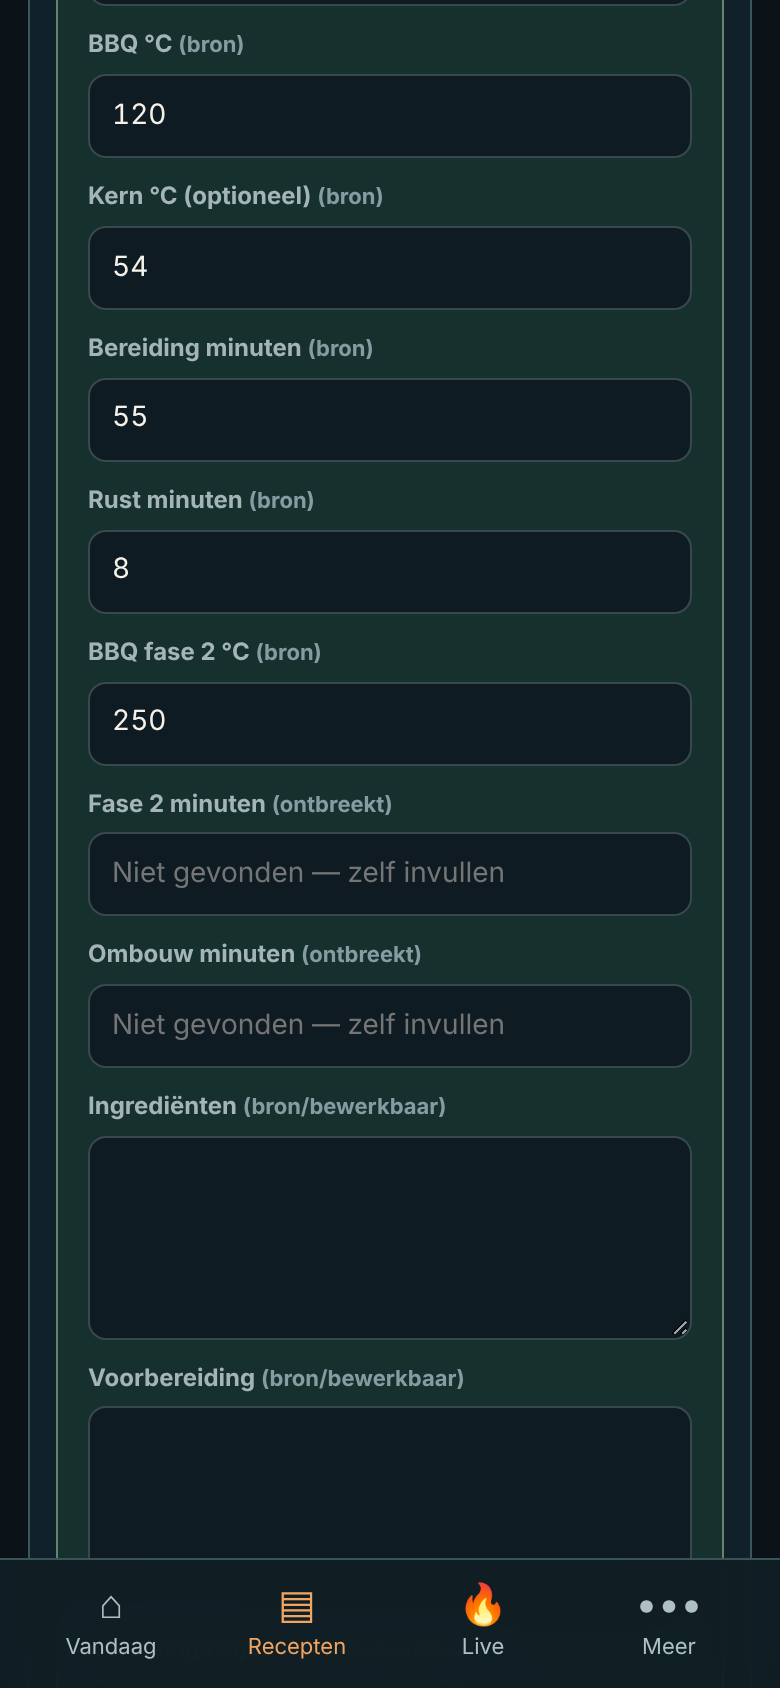 BBQ °C (bron)
120
Kern °C (optioneel) (bron)
54
Bereiding minuten (bron)
55
Rust minuten (bron)
8
BBQ fase 2 °C (bron)
250
Fase 2 minuten (ontbreekt)
Niet gevonden — zelf invullen
Ombouw minuten (ontbreekt)
Niet gevonden — zelf invullen
Ingrediënten (bron/bewerkbaar)
Voorbereiding (bron/bewerkbaar)
Vandaag
Recepten
Live
Meer